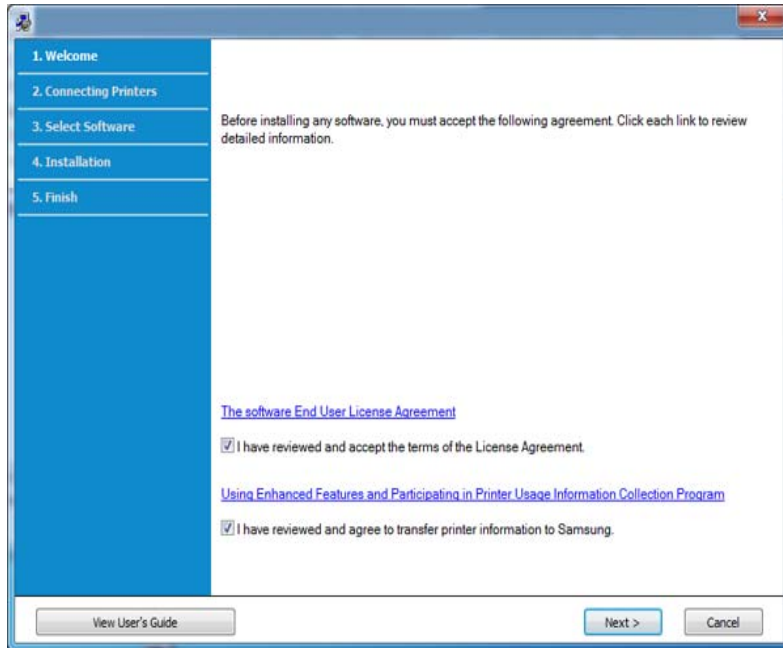 1. Welcome
2. Connecting Printers
3. Select Software
4. Installation
5. Finish
Before installing any software, you must accept the following agreement. Click each link to review
detailed information.
The software End User License Agreement
I have reviewed and accept the terms of the License Agreement.
Using Enhanced Features and Participating in Printer Usage Information Collection Program
I have reviewed and agree to transfer printer information to Samsung.
View User's Guide
Next >
Cancel